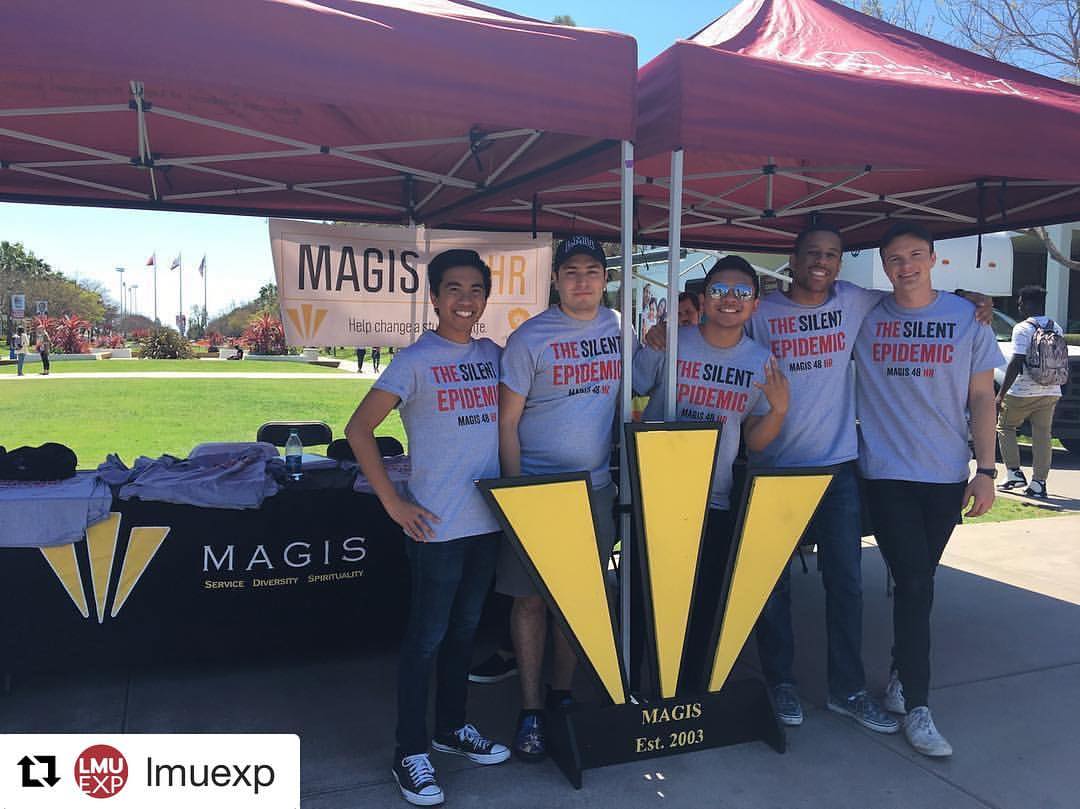 MAGIS HR
Help change a
THE SILENT
EPIDEMIC
MAGIS 48 HR
THE SILENT
EPIDEMIC
MAGIS 48 HR
THE SILENT
EPIDEMIC
MAGIS 48 HR
THE SILENT
EPIDEMIC
MAGIS 48 HR
THE SILENT
EPIDEMIC
MAGIS 48 HR
MAGIS
SERVICE DIVERSITY SPIRITUALITY
MAGIS
Est. 2003
LMU
EXP
lmuexp